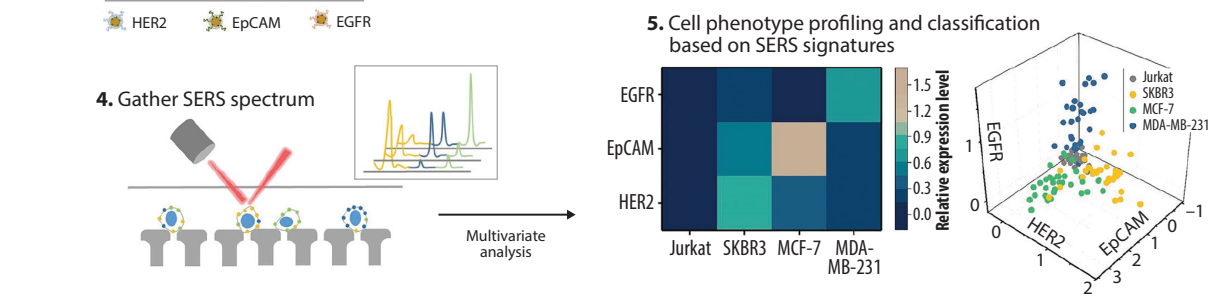 HER2 EpCAM EGFR
4. Gather SERS spectrum
Multivariate
analysis
5. Cell phenotype profiling and classification
based on SERS signatures
EGFR
EpCAM
HER2
Jurkat SKBR3 MCF-7 MDA-
MB-231
1.5
1.2
0.9
0.6
0.3
0.0
Relative expression level
Jurkat
SKBR3
MCF-7
MDA-MB-231
EGFR
1
0
0
HER2
1
2
EpCAM
3
2
1
0
−1